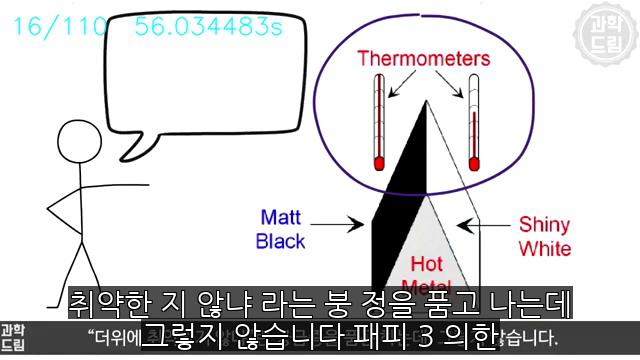 16/110 56.034483s
과학
드림
Thermometers
Matt
Black
Shiny
White
Hot
Metal
취약한 지 않냐 라는 붕 정을 품고 나는데
그렇지 않습니다 패피 3 의한
과학
드림
“더위에 않습니다.